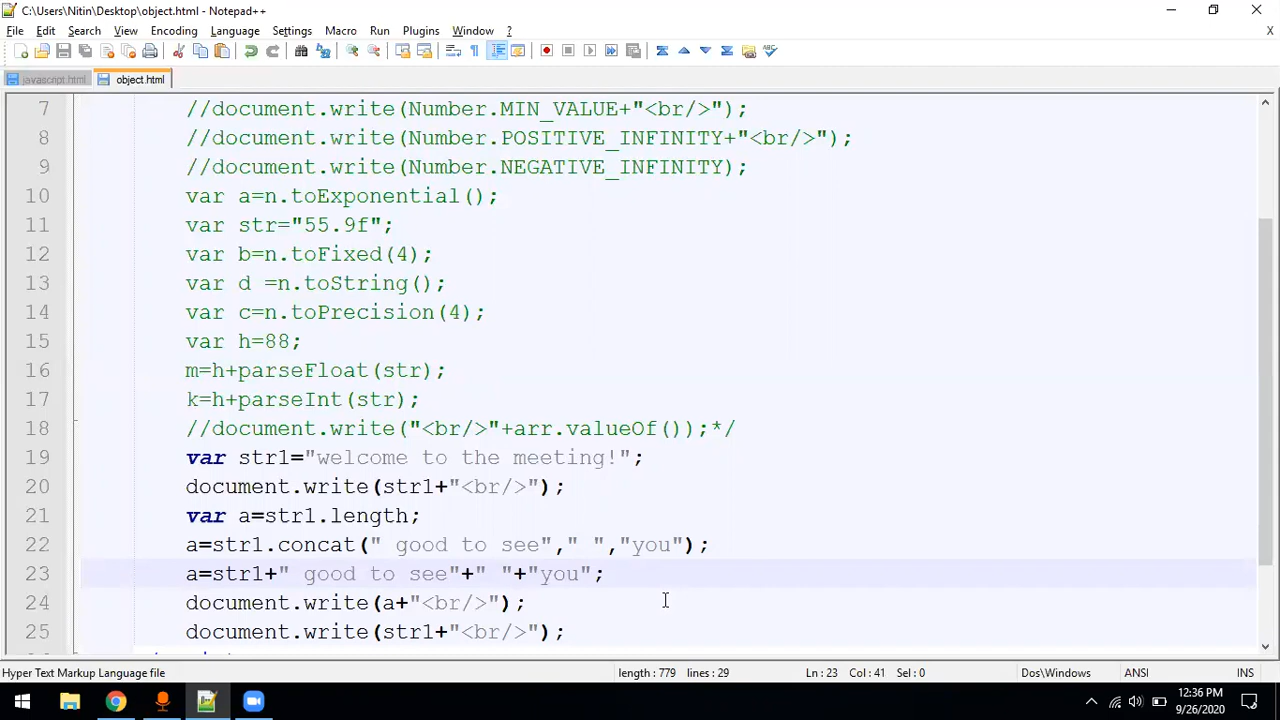 C:\Users\Nitin\Desktop\object.html - Notepad++
File Edit Search View Encoding Language Settings Macro Run Plugins Window ? X
javascript.html object.html
7 //document.write(Number.MIN_VALUE+"<br/>");
8 //document.write(Number.POSITIVE_INFINITY+"<br/>");
9 //document.write(Number.NEGATIVE_INFINITY);
10 var a=n.toExponential();
11 var str="55.9f";
12 var b=n.toFixed(4);
13 var d =n.toString();
14 var c=n.toPrecision(4);
15 var h=88;
16 m=h+parseFloat(str);
17 k=h+parseInt(str);
18 //document.write("<br/>"+arr.valueOf());*/
19 var str1="welcome to the meeting!";
20 document.write(str1+"<br/>");
21 var a=str1.length;
22 a=str1.concat(" good to see"," ","you");
23 a=str1+" good to see"+" "+"you";
24 document.write(a+"<br/>");
25 document.write(str1+"<br/>");
Hyper Text Markup Language file length : 779 lines : 29 Ln : 23 Col : 41 Sel : 0 Dos\Windows ANSI INS
12:36 PM
9/26/2020